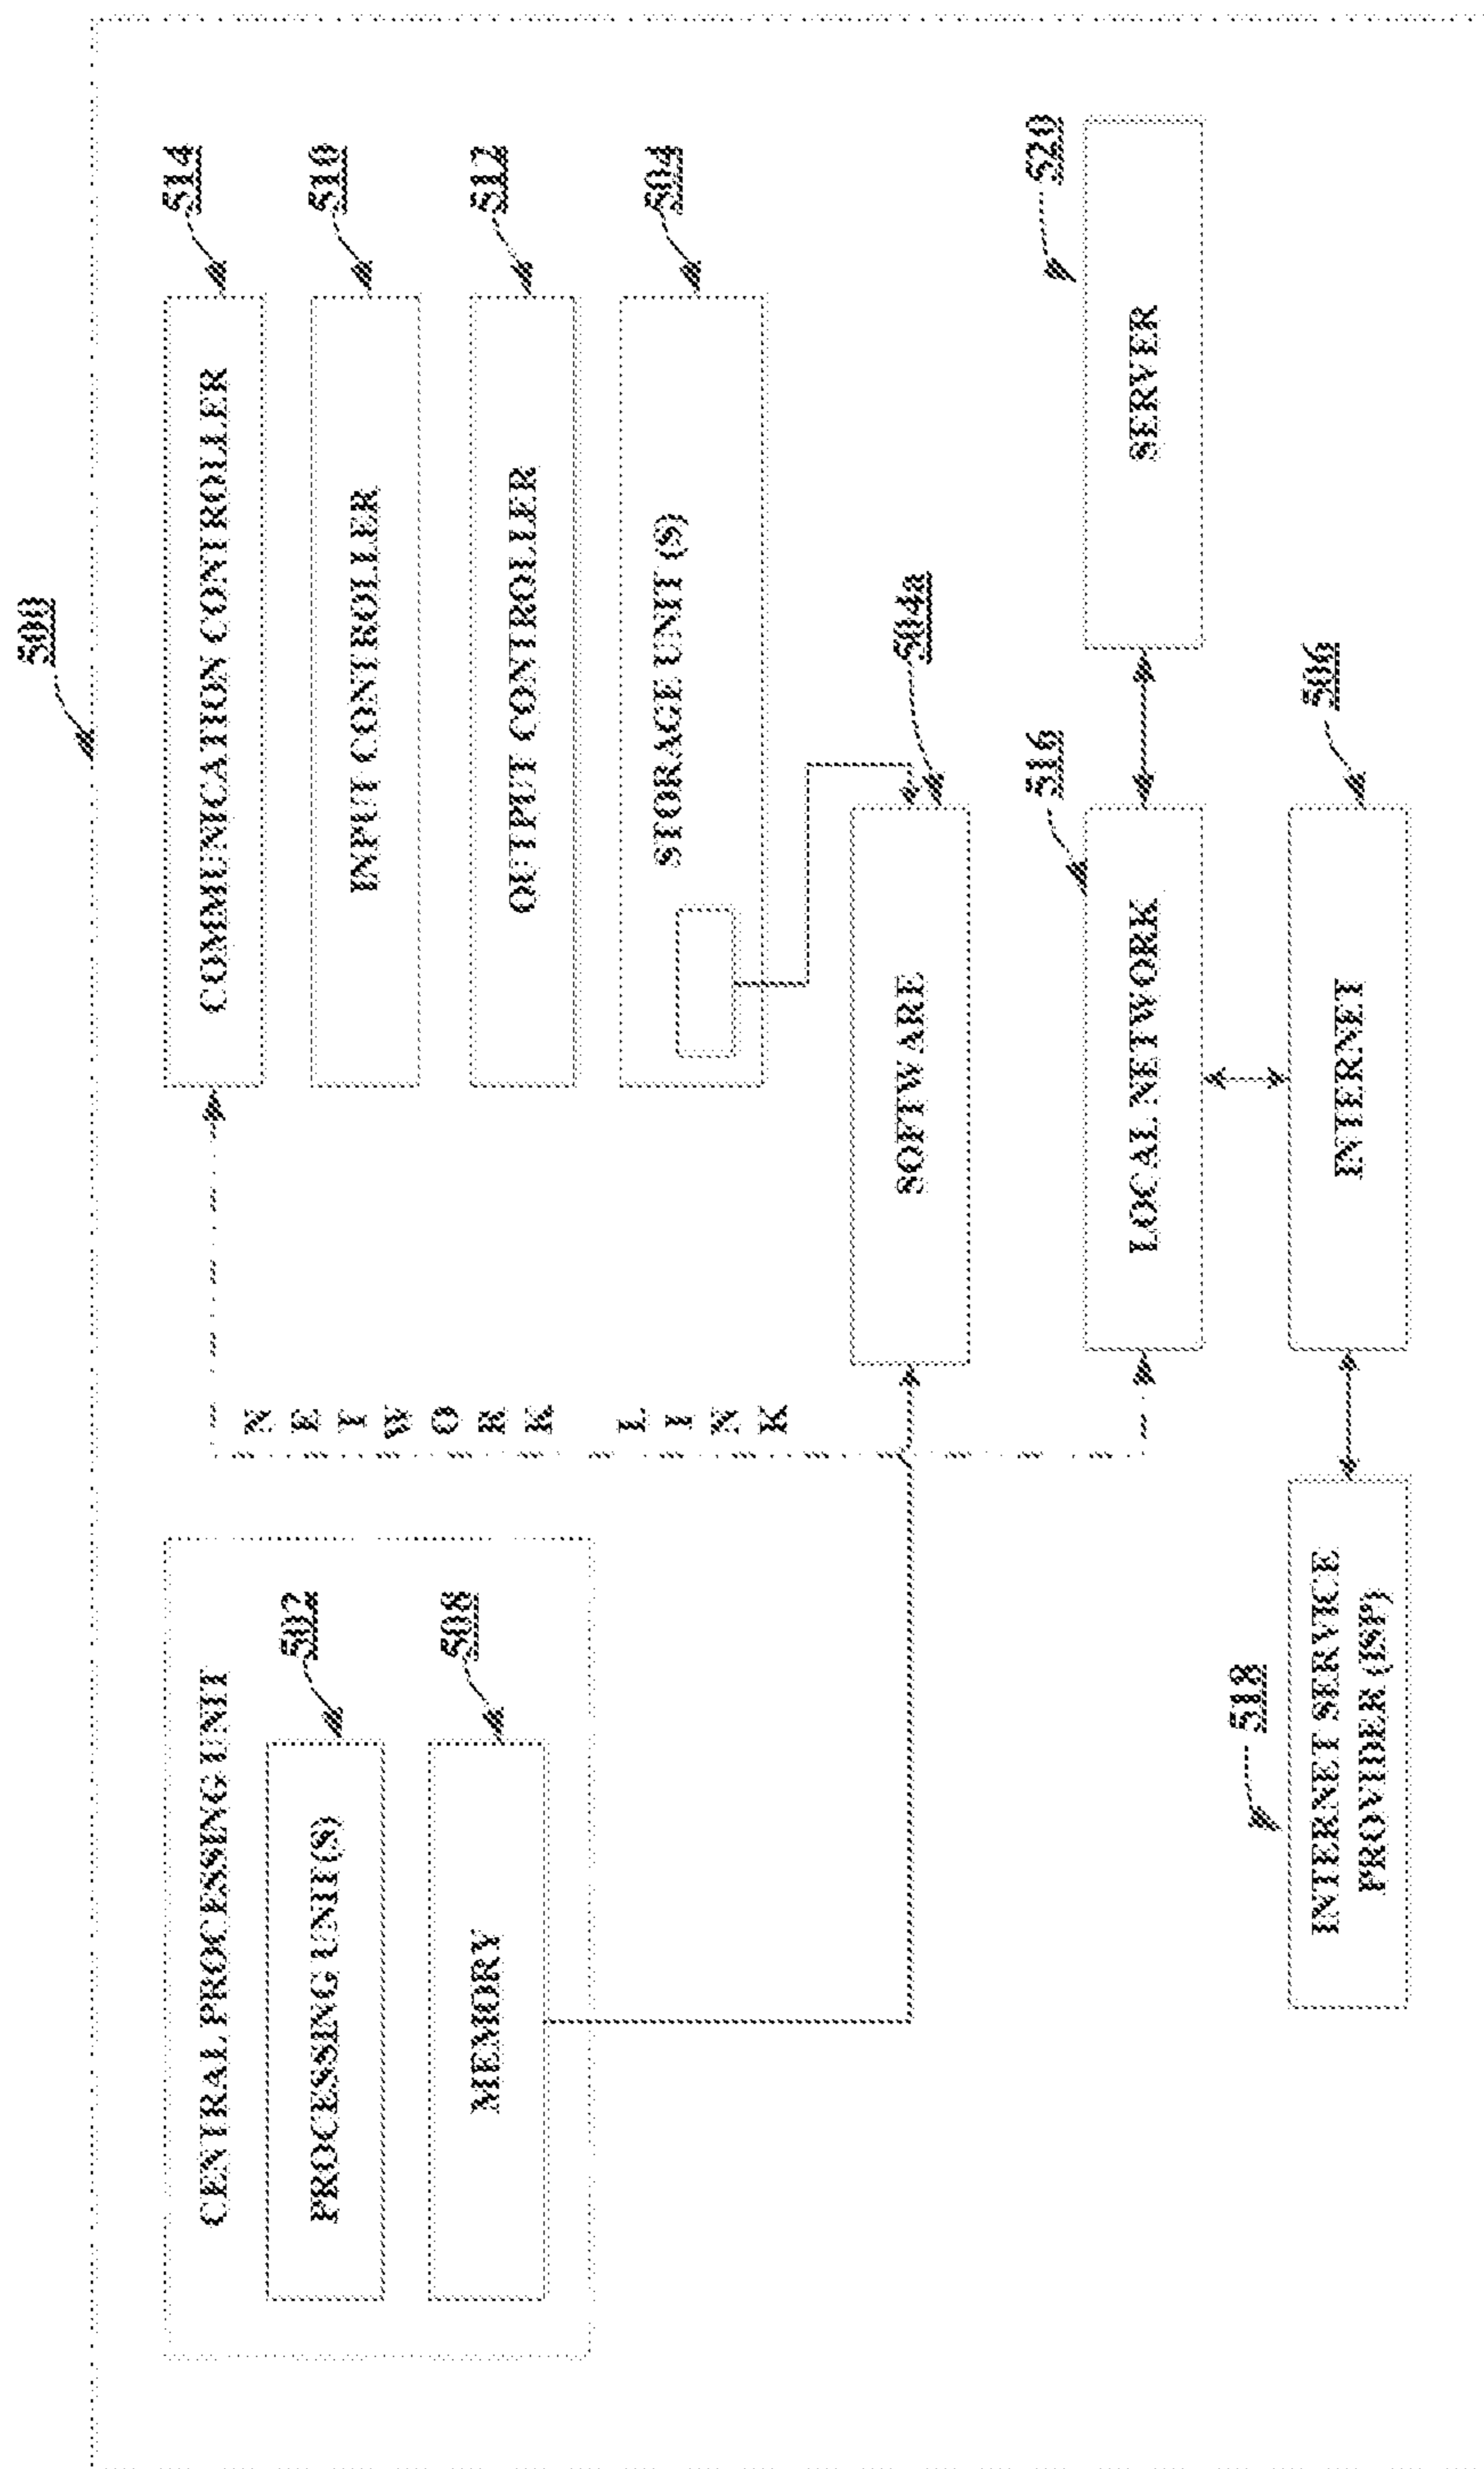 500
CENTRAL PROCESSING UNIT
PROCESSING UNIT(S)
502
MEMORY
508
NETWORK LINK
COMMUNICATION CONTROLLER
514
INPUT CONTROLLER
510
OUTPUT CONTROLLER
512
STORAGE UNIT (S)
504
SOFTWARE
504a
LOCAL NETWORK
516
SERVER
520
INTERNET SERVICE
PROVIDER (ISP)
518
INTERNET
506